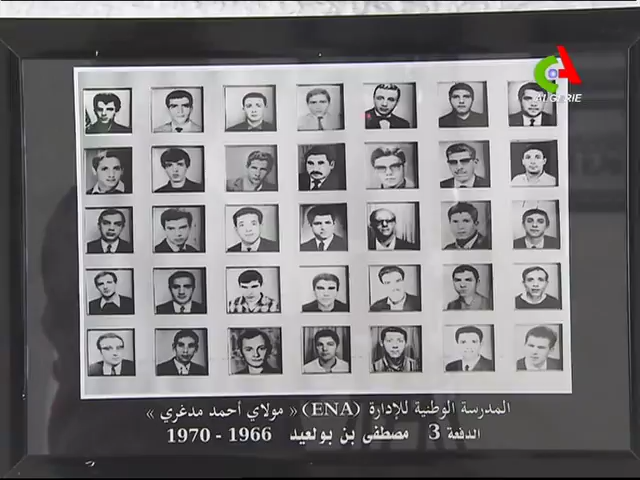 ALGERIE
المدرسة الوطنية للإدارة (ENA) « مولاي أحمد مدغري »
الدفعة 3 مصطفى بن بولعيد 1966 - 1970